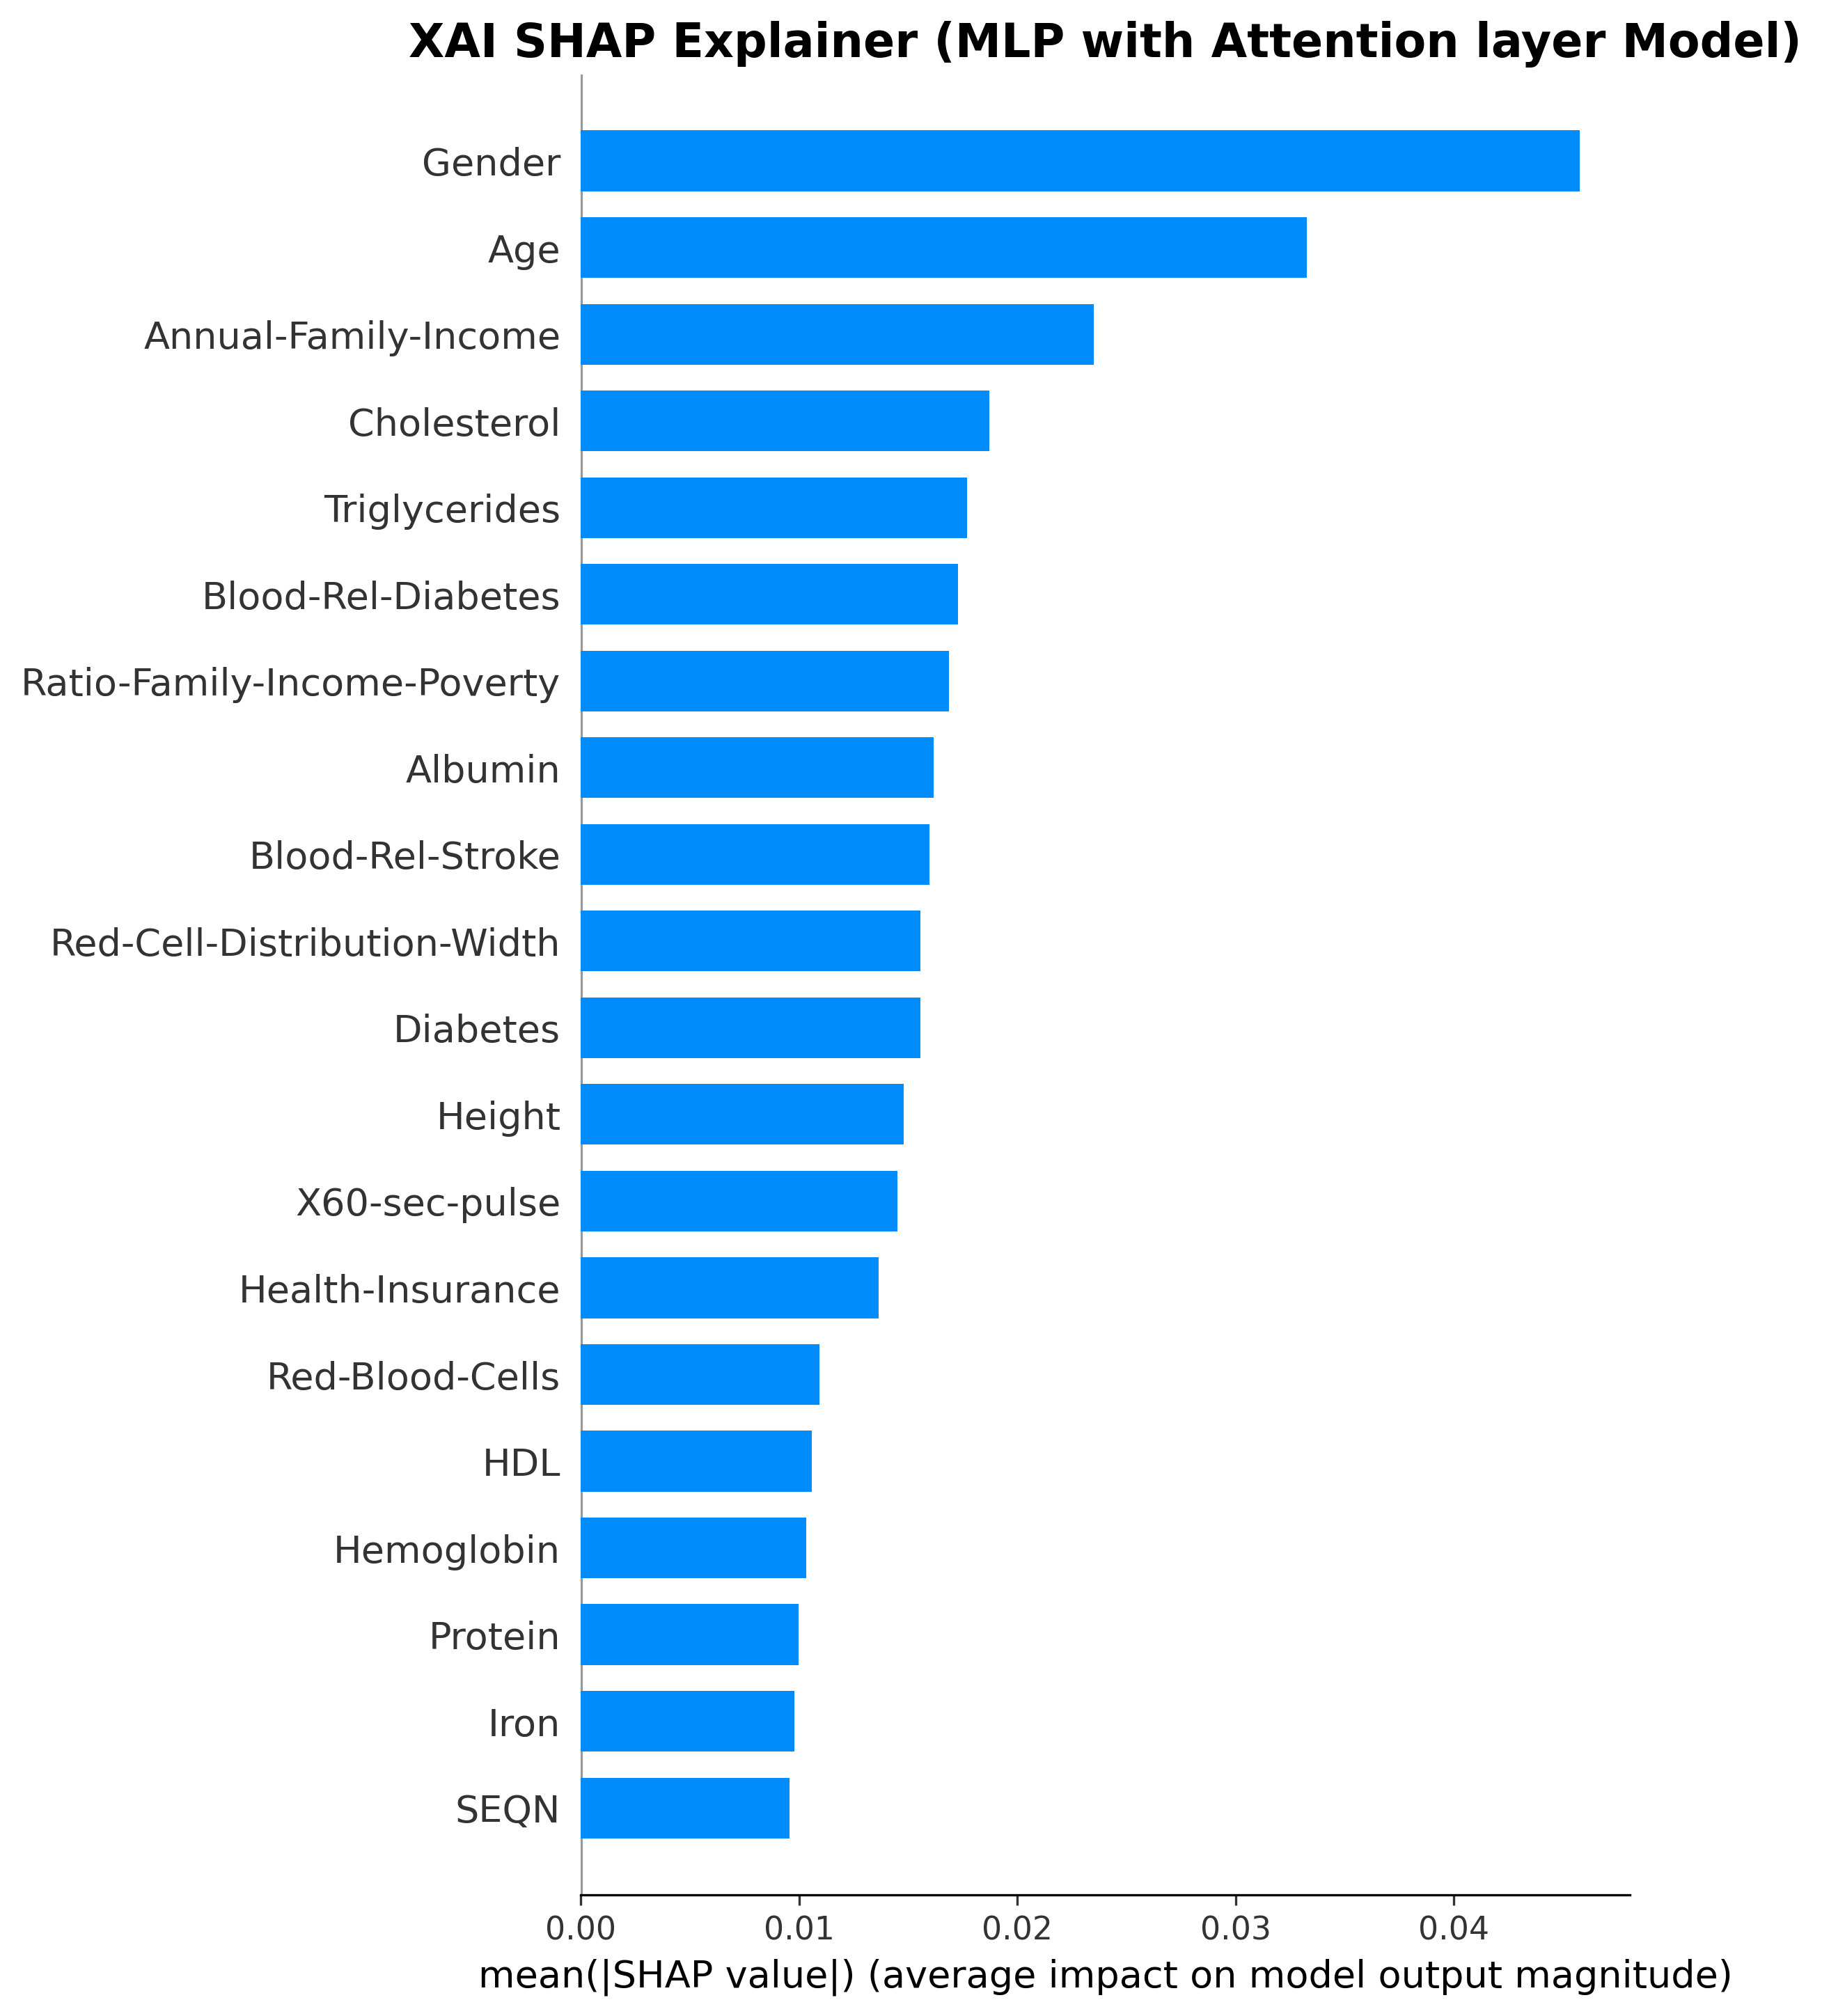 XAI SHAP Explainer (MLP with Attention layer Model)
Gender
Age
Annual-Family-Income
Cholesterol
Triglycerides
Blood-Rel-Diabetes
Ratio-Family-Income-Poverty
Albumin
Blood-Rel-Stroke
Red-Cell-Distribution-Width
Diabetes
Height
X60-sec-pulse
Health-Insurance
Red-Blood-Cells
HDL
Hemoglobin
Protein
Iron
SEQN
0.00 0.01 0.02 0.03 0.04
mean(|SHAP value|) (average impact on model output magnitude)